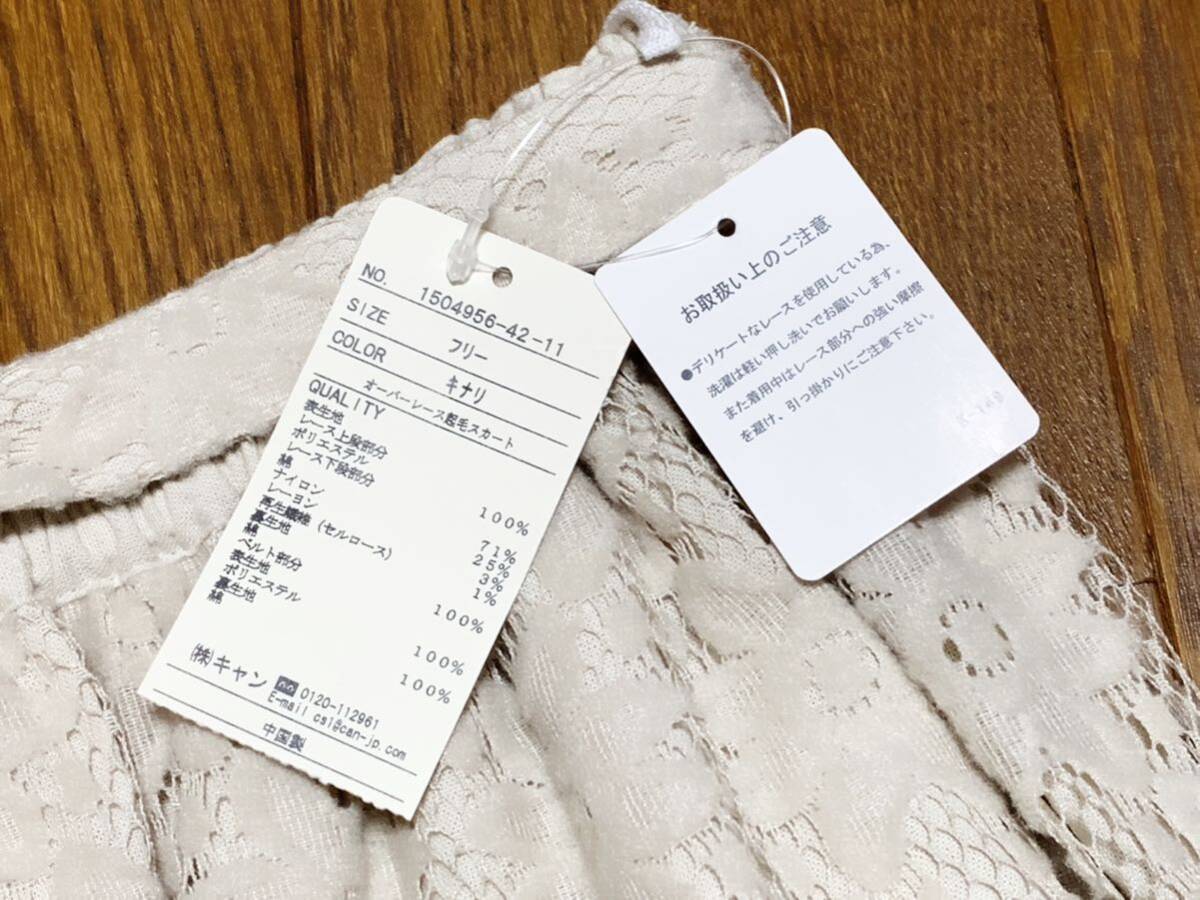 NO. 1504956-42-11
SIZE フリー
COLOR キナリ
QUALITY オーバーレース起毛スカート
表生地
レース上段部分
ポリエステル 100%
レース下段部分
綿 71%
ナイロン 25%
レーヨン 3%
再生繊維 (セルロース) 1%
裏生地
綿 100%
ベルト部分
表生地
ポリエステル 100%
裏生地
綿 100%
㈱キャン 0120-112961
E-mail cs1@can-jp.com
中国製
お取扱い上のご注意
●デリケートなレースを使用している為、
洗濯は軽い押し洗いでお願いします。
また着用中はレース部分への強い摩擦
を避け、引っ掛かりにご注意下さい。